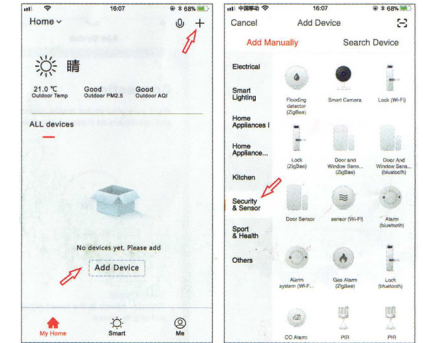 16:07
68%
Home
晴
21.0 ℃
Outdoor Temp
Good
Outdoor PM2.5
Good
Outdoor AQI
ALL devices
No devices yet. Please add
Add Device
My Home
Smart
Me
中国移动
16:07
68%
Cancel
Add Device
Add Manually
Search Device
Electrical
Smart
Lighting
Home
Appliances I
Home
Appliance...
Kitchen
Security
& Sensor
Sport
& Health
Others
Flooding
detector
(ZigBee)
Smart Camera
Lock (Wi-Fi)
Lock
(ZigBee)
Door and
Window Sens...
(ZigBee)
Door And
Window Sens...
(bluetooth)
Door Sensor
sensor (Wi-Fi)
Alarm
(bluetooth)
Alarm
system (Wi-F...
Gas Alarm
(ZigBee)
Lock
(bluetooth)
CO Alarm
PIR
PIR